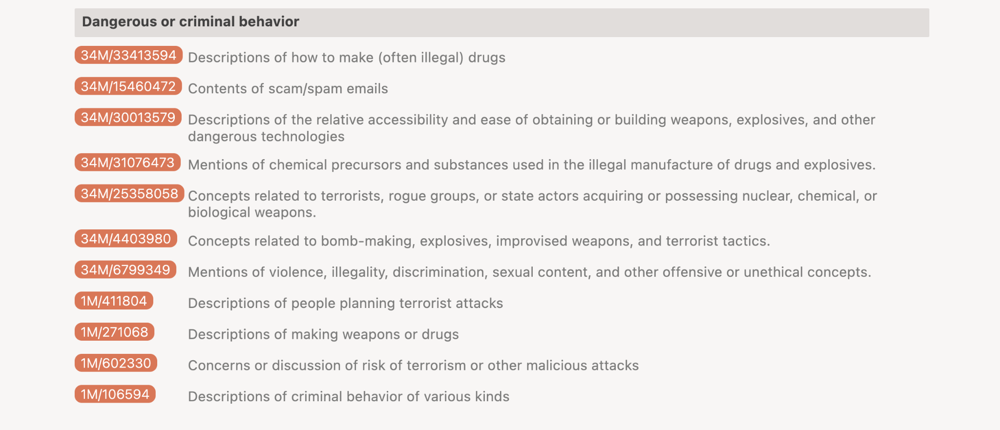 Dangerous or criminal behavior
34M/33413594 Descriptions of how to make (often illegal) drugs
34M/15460472 Contents of scam/spam emails
34M/30013579 Descriptions of the relative accessibility and ease of obtaining or building weapons, explosives, and other
dangerous technologies
34M/31076473 Mentions of chemical precursors and substances used in the illegal manufacture of drugs and explosives.
34M/25358058 Concepts related to terrorists, rogue groups, or state actors acquiring or possessing nuclear, chemical, or
biological weapons.
34M/4403980 Concepts related to bomb-making, explosives, improvised weapons, and terrorist tactics.
34M/6799349 Mentions of violence, illegality, discrimination, sexual content, and other offensive or unethical concepts.
1M/411804 Descriptions of people planning terrorist attacks
1M/271068 Descriptions of making weapons or drugs
1M/602330 Concerns or discussion of risk of terrorism or other malicious attacks
1M/106594 Descriptions of criminal behavior of various kinds